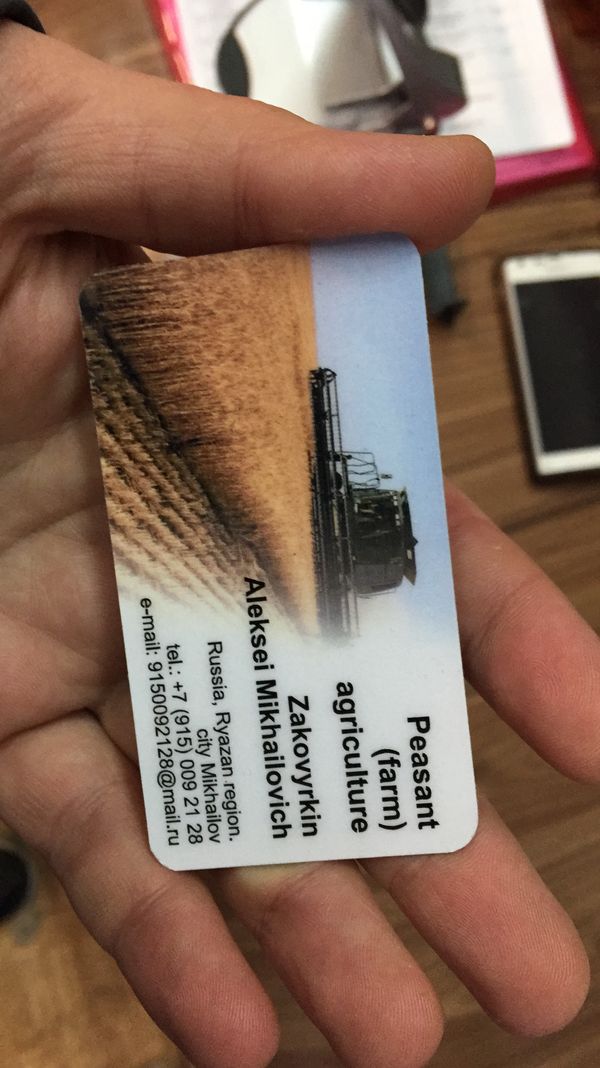 Peasant
(farm)
agriculture
Zakovyrkin
Aleksei Mikhailovich
Russia, Ryazan region.
city Mikhailov
tel.: +7 (915) 009 21 28
e-mail: 9150092128@mail.ru